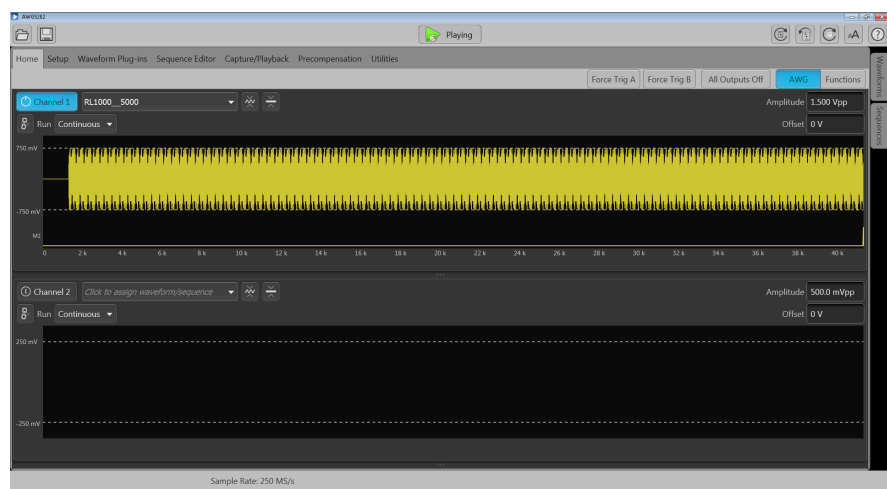 AWG5202
Playing
AA ?
Home Setup Waveform Plug-ins Sequence Editor Capture/Playback Precompensation Utilities
Force Trig A Force Trig B All Outputs Off AWG Functions
Waveforms
Sequences
Channel 1 RL1000__5000 Amplitude 1.500 Vpp
Run Continuous Offset 0 V
750 mV
-750 mV
M1
0 2 k 4 k 6 k 8 k 10 k 12 k 14 k 16 k 18 k 20 k 22 k 24 k 26 k 28 k 30 k 32 k 34 k 36 k 38 k 40 k
Channel 2 Click to assign waveform/sequence Amplitude 500.0 mVpp
Run Continuous Offset 0 V
250 mV
-250 mV
Sample Rate: 250 MS/s